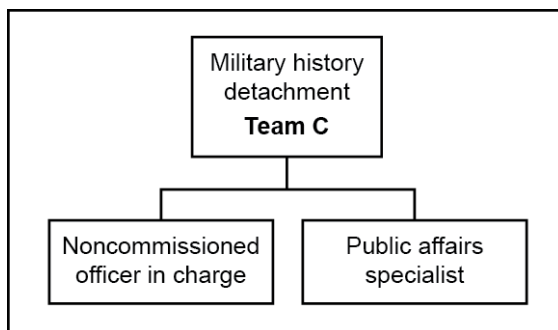 Military history
detachment
Team C
Noncommissioned
officer in charge
Public affairs
specialist